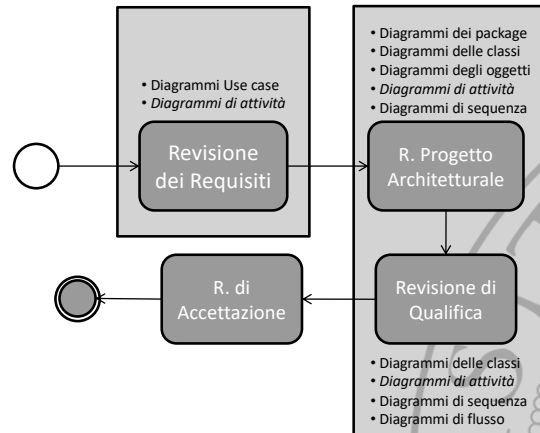 • Diagrammi Use case
• Diagrammi di attività
Revisione
dei Requisiti
• Diagrammi dei package
• Diagrammi delle classi
• Diagrammi degli oggetti
• Diagrammi di attività
• Diagrammi di sequenza
R. Progetto
Architetturale
R. di
Accettazione
Revisione di
Qualifica
• Diagrammi delle classi
• Diagrammi di attività
• Diagrammi di sequenza
• Diagrammi di flusso